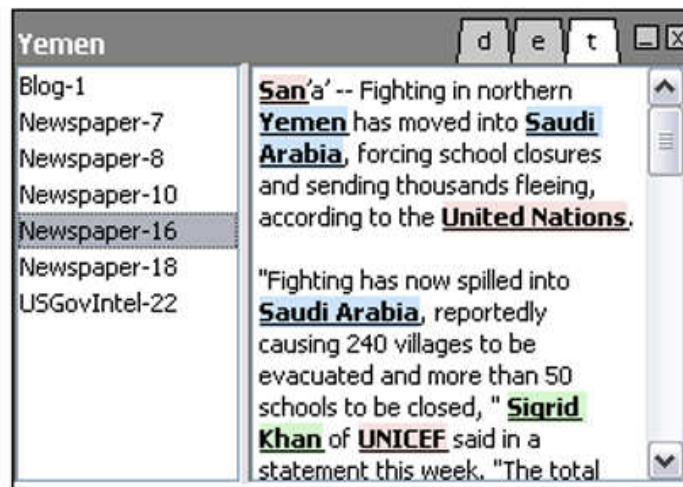 Yemen
d e t
Blog-1
Newspaper-7
Newspaper-8
Newspaper-10
Newspaper-16
Newspaper-18
USGovIntel-22
San'a' -- Fighting in northern
Yemen has moved into Saudi
Arabia, forcing school closures
and sending thousands fleeing,
according to the United Nations.
"Fighting has now spilled into
Saudi Arabia, reportedly
causing 240 villages to be
evacuated and more than 50
schools to be closed, " Sigrid
Khan of UNICEF said in a
statement this week. "The total